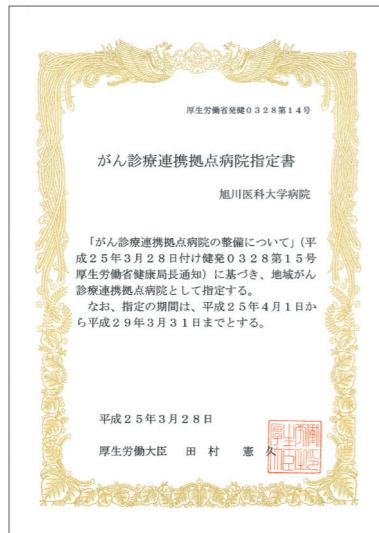 厚生労働省発健０３２８第１４号
がん診療連携拠点病院指定書
旭川医科大学病院
「がん診療連携拠点病院の整備について」（平
成２５年３月２８日付け健発０３２８第１５号
厚生労働省健康局長通知）に基づき、地域がん
診療連携拠点病院として指定する。
なお、指定の期間は、平成２５年４月１日か
ら平成２９年３月３１日までとする。
平成２５年３月２８日
厚生労働大臣　田　村　憲　久